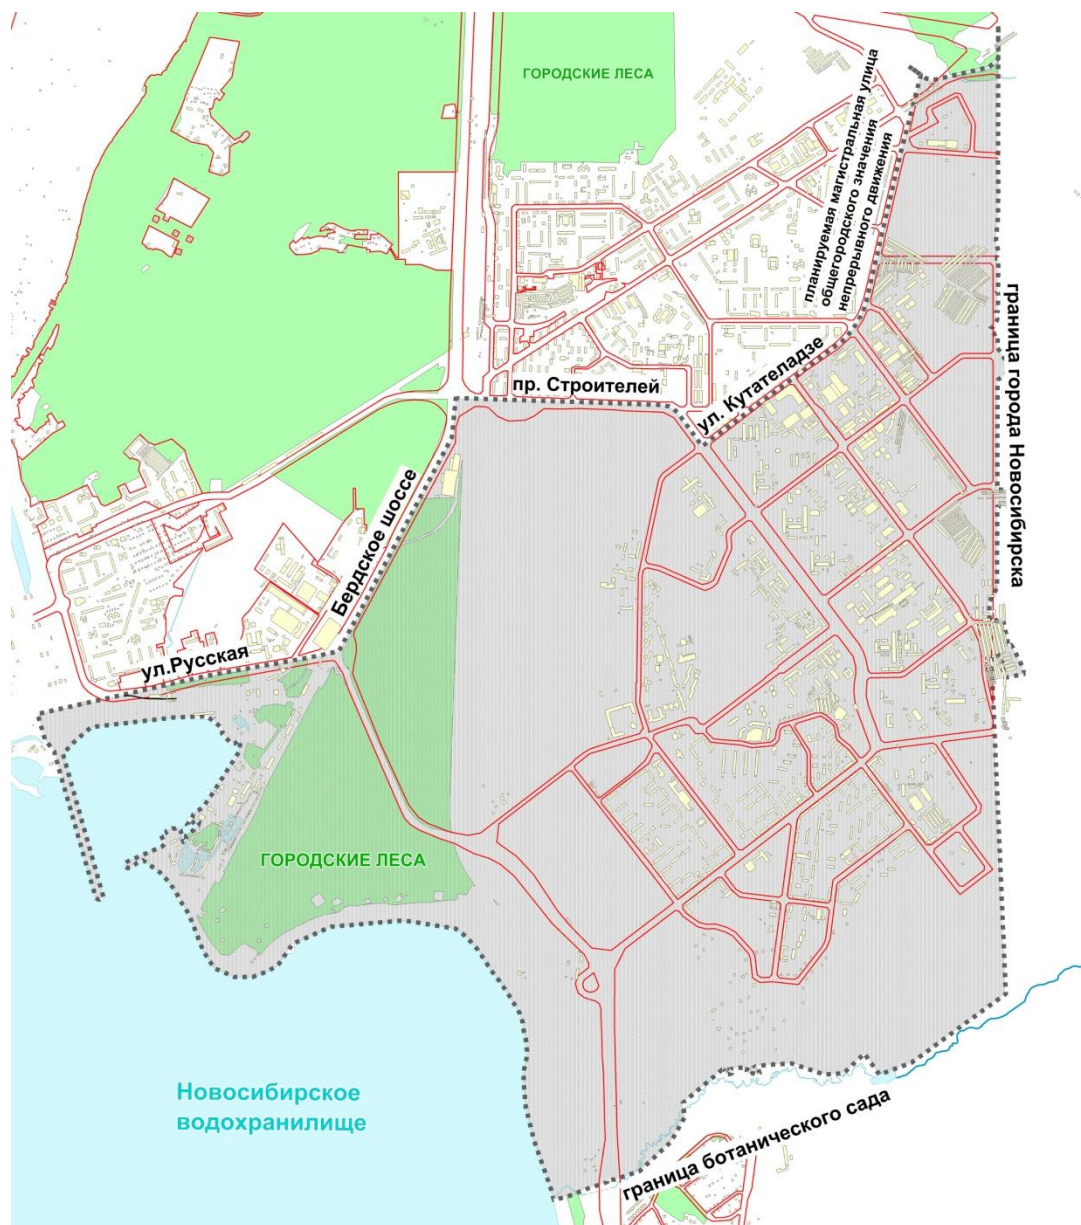 ГОРОДСКИЕ ЛЕСА
планируемая магистральная улица
общегородского значения
непрерывного движения
граница города Новосибирска
пр. Строителей
ул. Кутателадзе
Бердское шоссе
ул.Русская
ГОРОДСКИЕ ЛЕСА
Новосибирское
водохранилище
граница ботанического сада